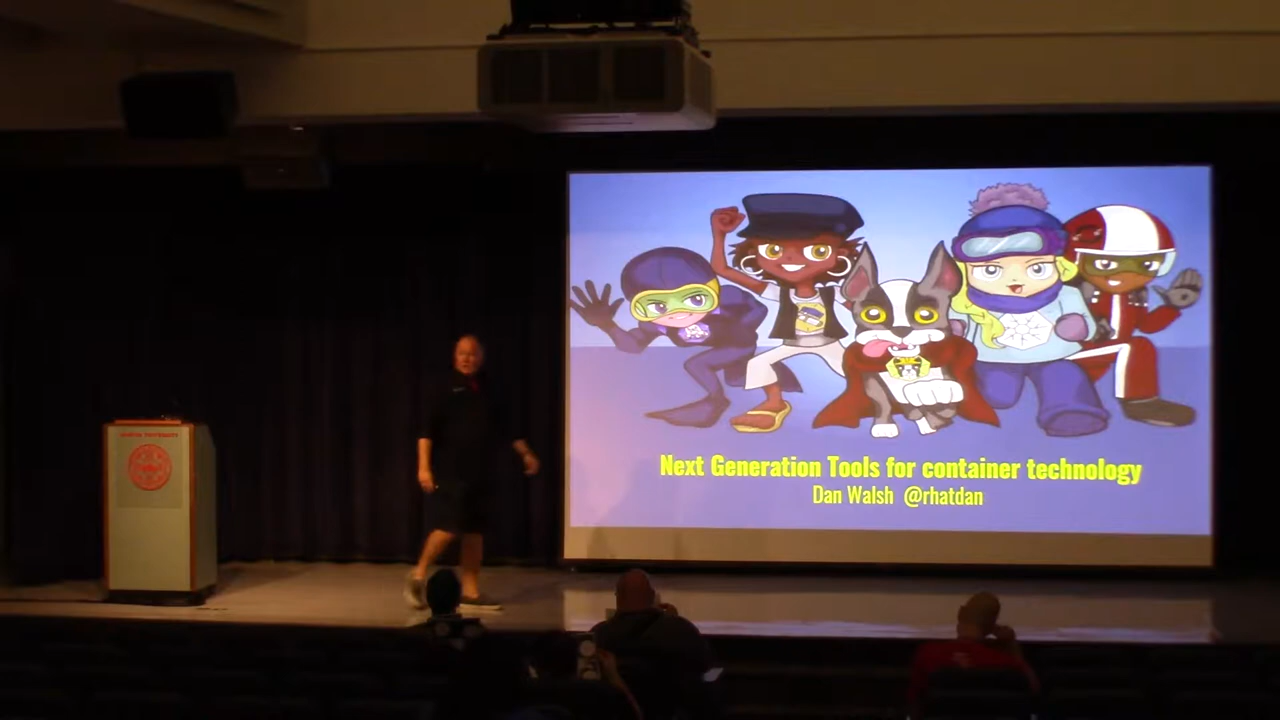 Next Generation Tools for container technology
Dan Walsh @rhatdan